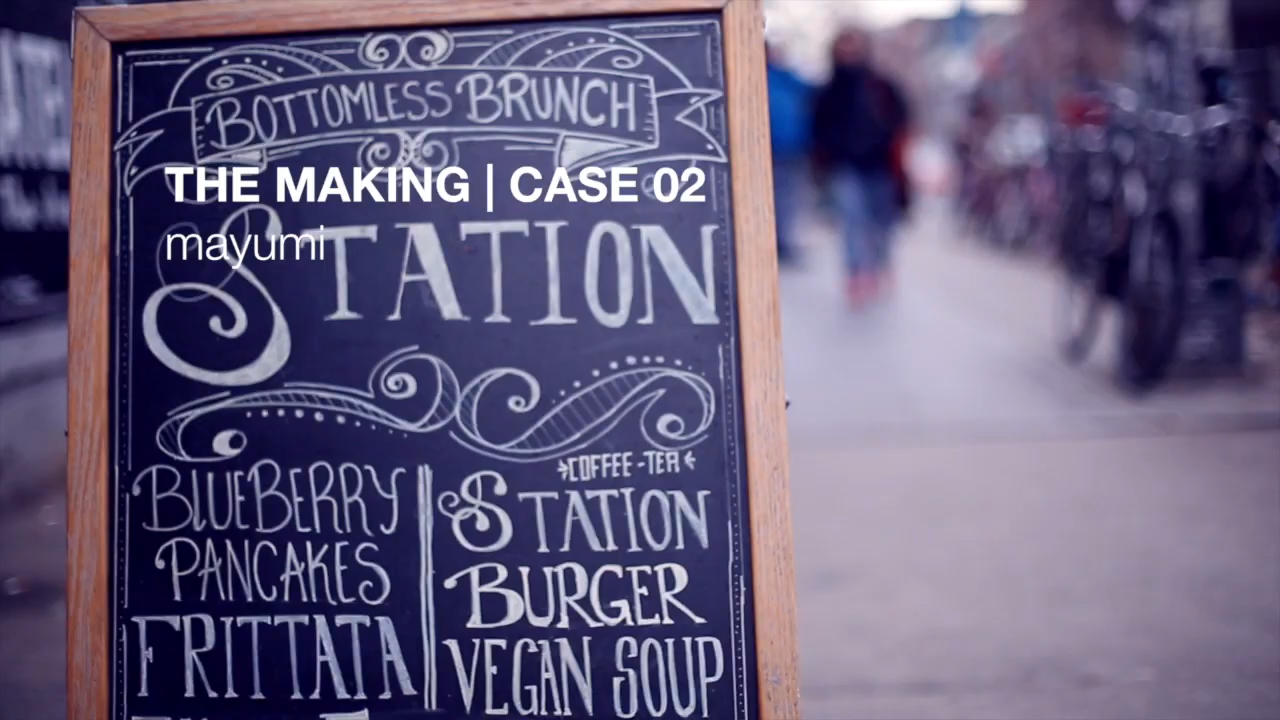 BOTTOMLESS BRUNCH
THE MAKING | CASE 02
mayumi
STATION
COFFEE-TEA
BLUEBERRY
PANCAKES
FRITTATA
STATION
BURGER
VEGAN SOUP